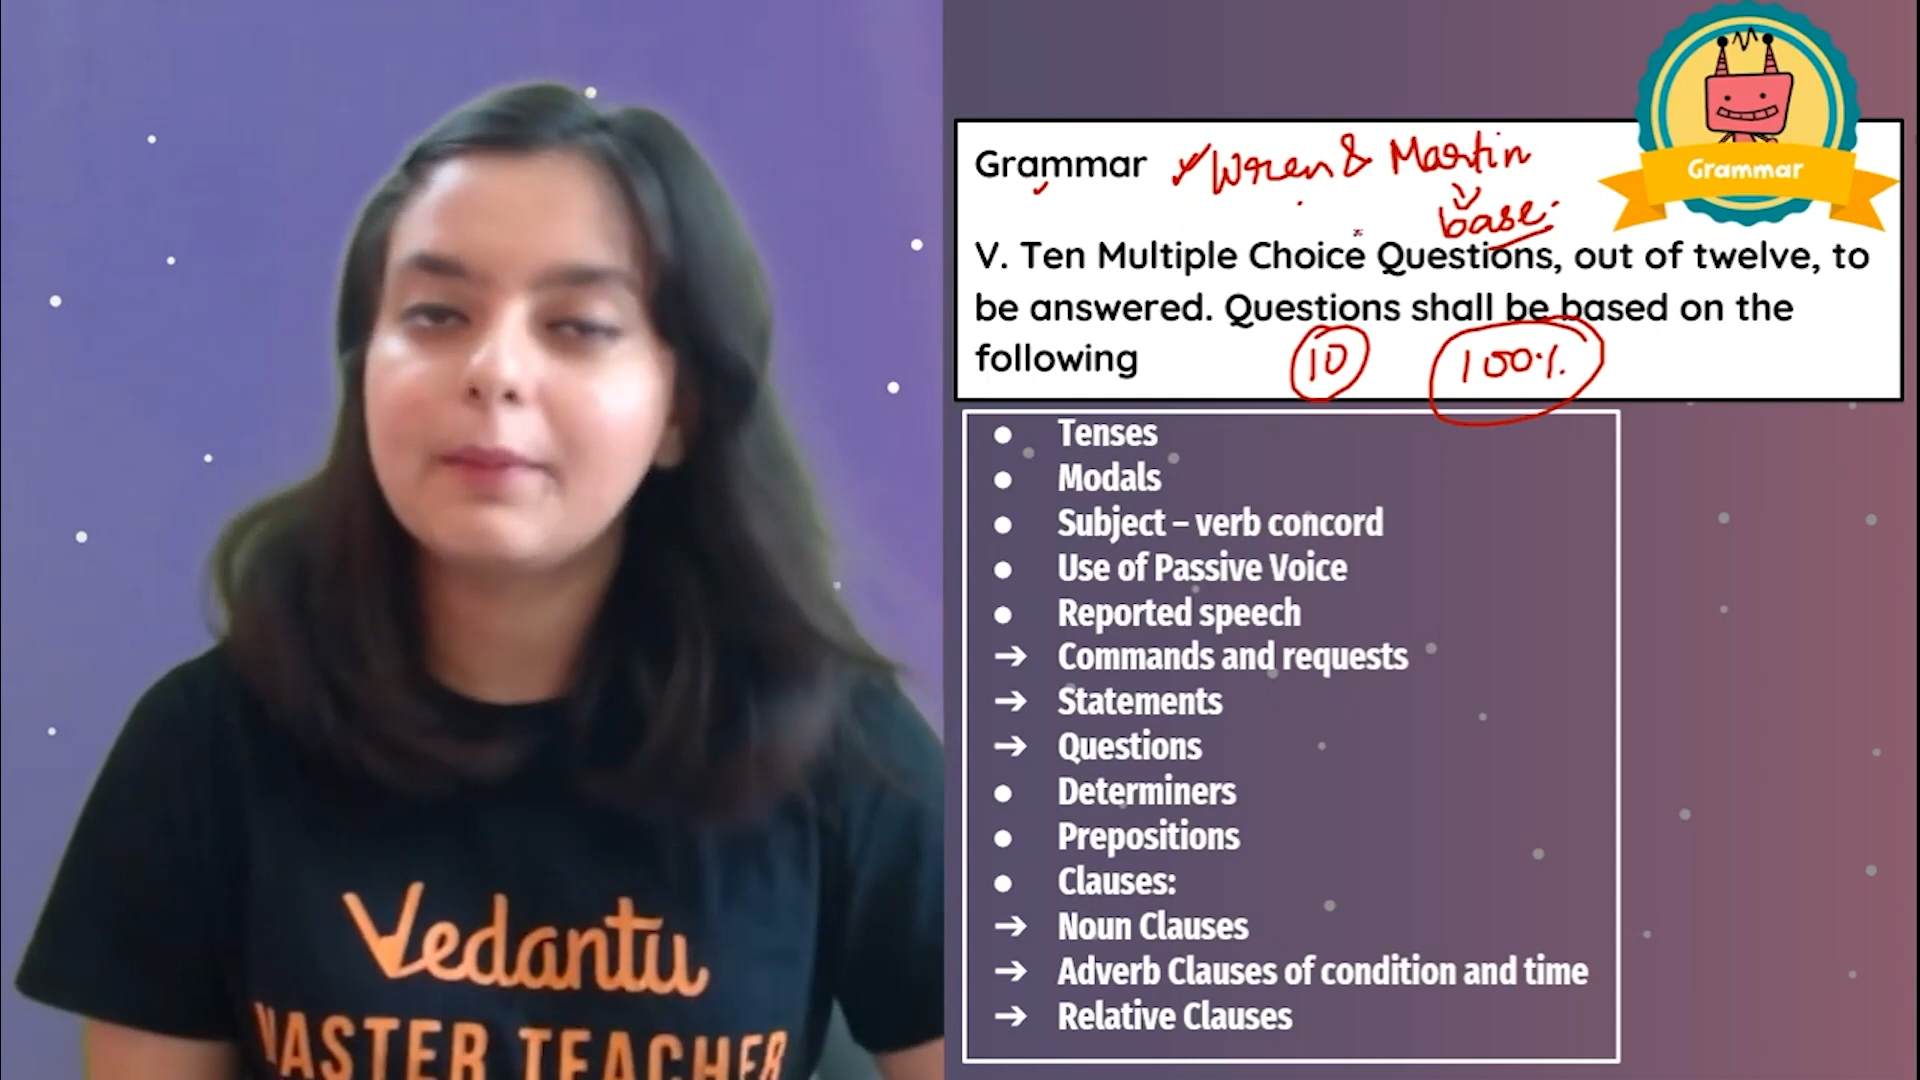 Grammar
Grammar ✓ Wren & Martin
base.
V. Ten Multiple Choice Questions, out of twelve, to
be answered. Questions shall be based on the
following
10 100%
● Tenses
● Modals
● Subject – verb concord
● Use of Passive Voice
● Reported speech
→ Commands and requests
→ Statements
→ Questions
● Determiners
● Prepositions
● Clauses:
→ Noun Clauses
→ Adverb Clauses of condition and time
→ Relative Clauses
Vedantu
MASTER TEACHER